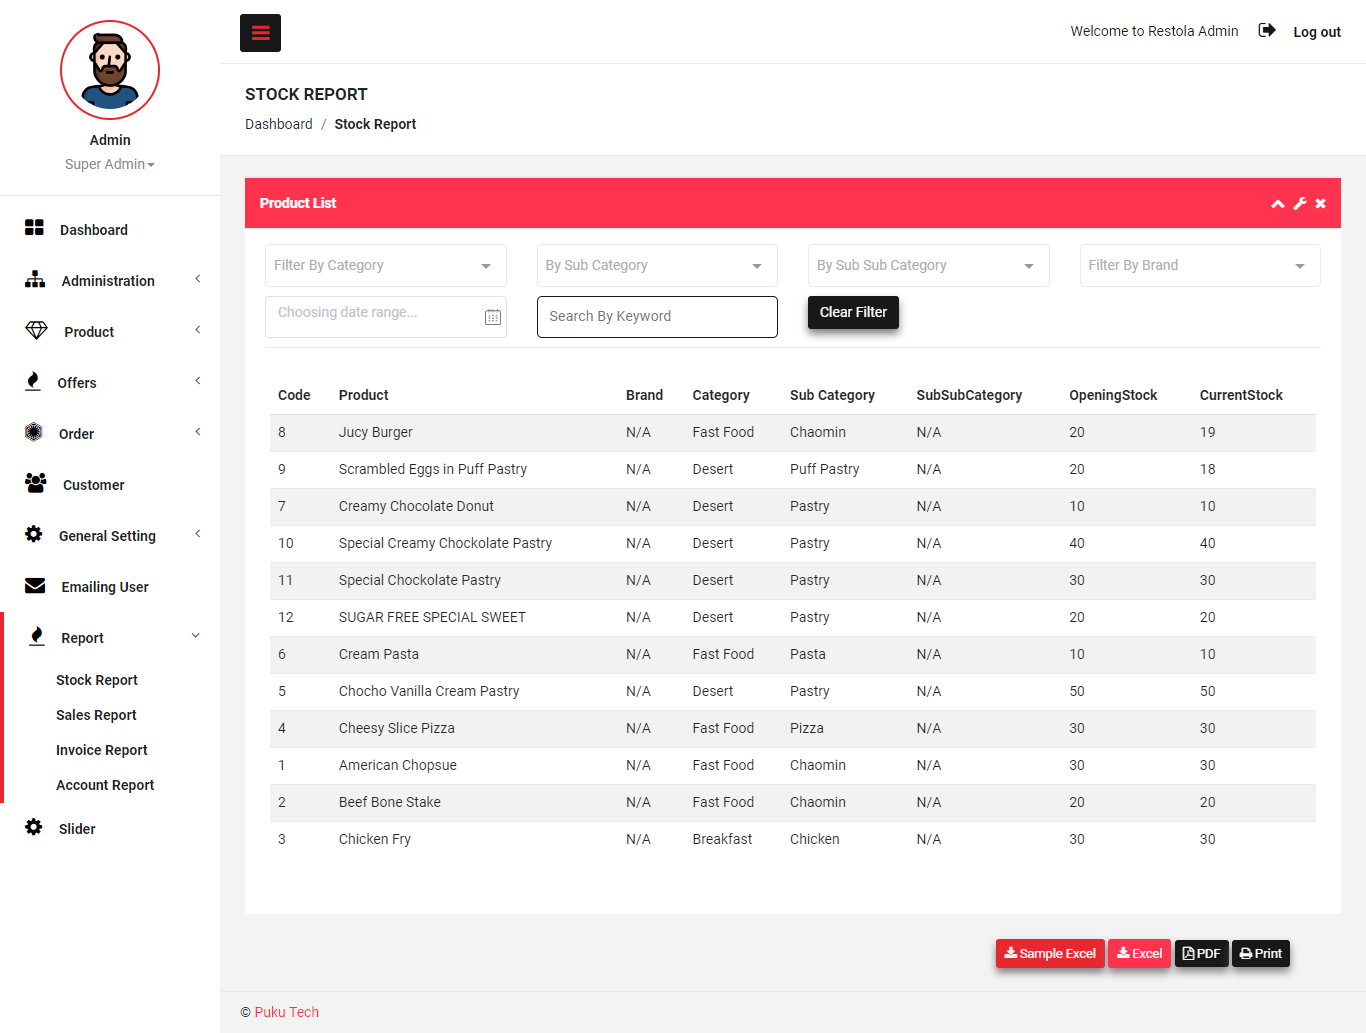 Welcome to Restola Admin Log out
Admin
Super Admin
Dashboard
Administration
Product
Offers
Order
Customer
General Setting
Emailing User
Report
Stock Report
Sales Report
Invoice Report
Account Report
Slider
STOCK REPORT
Dashboard / Stock Report
Product List
Filter By Category By Sub Category By Sub Sub Category Filter By Brand
Choosing date range... Search By Keyword Clear Filter
Code Product Brand Category Sub Category SubSubCategory OpeningStock CurrentStock
8 Jucy Burger N/A Fast Food Chaomin N/A 20 19
9 Scrambled Eggs in Puff Pastry N/A Desert Puff Pastry N/A 20 18
7 Creamy Chocolate Donut N/A Desert Pastry N/A 10 10
10 Special Creamy Chockolate Pastry N/A Desert Pastry N/A 40 40
11 Special Chockolate Pastry N/A Desert Pastry N/A 30 30
12 SUGAR FREE SPECIAL SWEET N/A Desert Pastry N/A 20 20
6 Cream Pasta N/A Fast Food Pasta N/A 10 10
5 Chocho Vanilla Cream Pastry N/A Desert Pastry N/A 50 50
4 Cheesy Slice Pizza N/A Fast Food Pizza N/A 30 30
1 American Chopsue N/A Fast Food Chaomin N/A 30 30
2 Beef Bone Stake N/A Fast Food Chaomin N/A 20 20
3 Chicken Fry N/A Breakfast Chicken N/A 30 30
Sample Excel Excel PDF Print
© Puku Tech